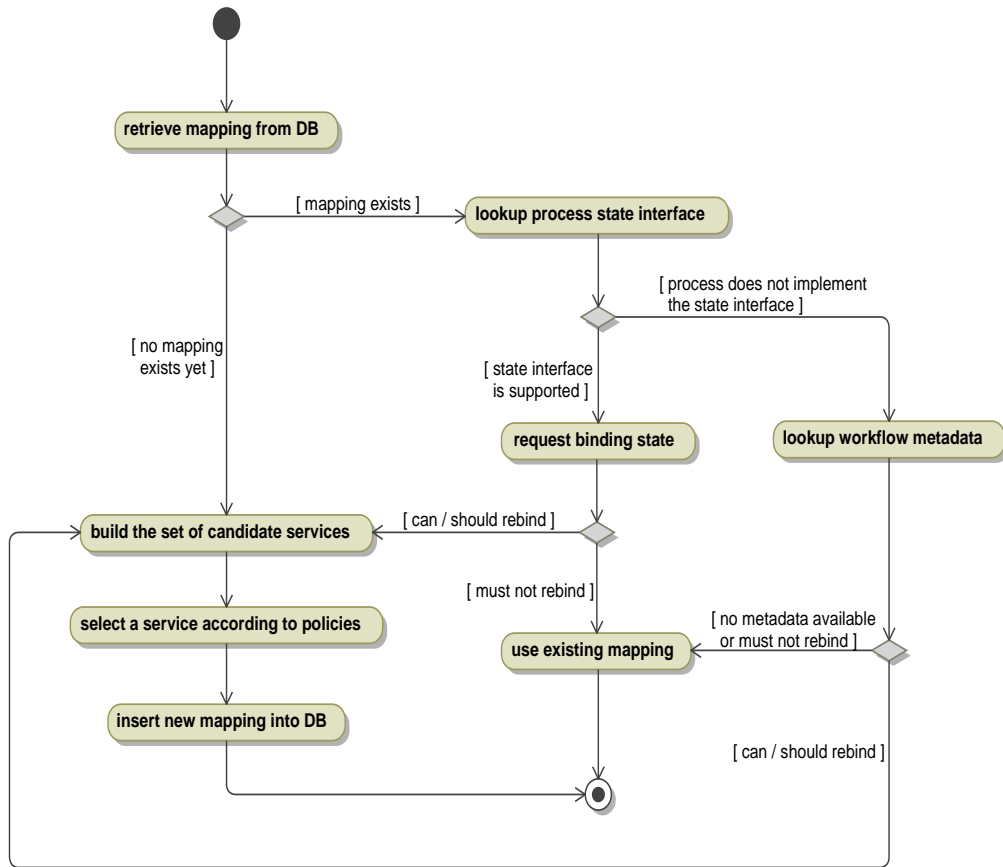 retrieve mapping from DB
[ mapping exists ]
lookup process state interface
[ process does not implement
the state interface ]
[ no mapping
exists yet ]
[ state interface
is supported ]
request binding state
lookup workflow metadata
build the set of candidate services
[ can / should rebind ]
[ must not rebind ]
select a service according to policies
[ no metadata available
or must not rebind ]
use existing mapping
insert new mapping into DB
[ can / should rebind ]